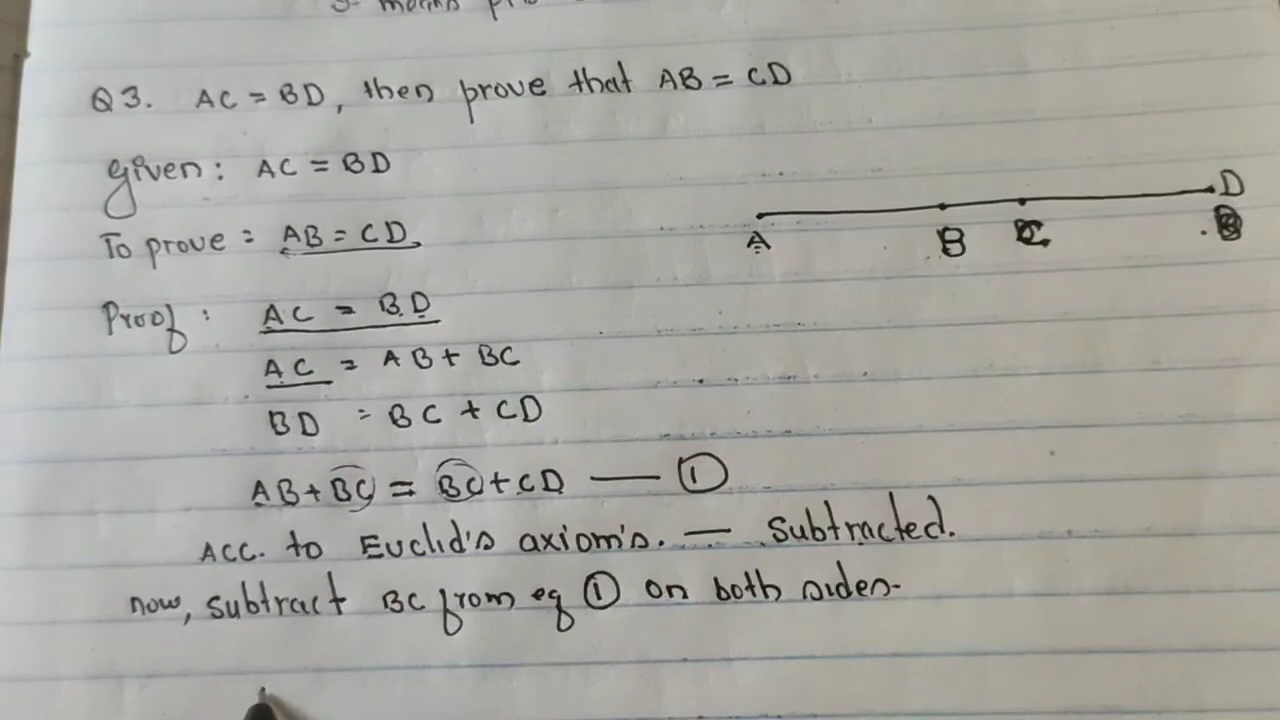 Q3. AC = BD, then prove that AB = CD
Given: AC = BD
To prove = AB = CD.
Proof: AC = BD
AC = AB + BC
BD = BC + CD
AB + BC = BC + CD — ①
ACC. to Euclid's axiom's. — subtracted.
now, subtract BC from eq ① on both sides-
A B C D